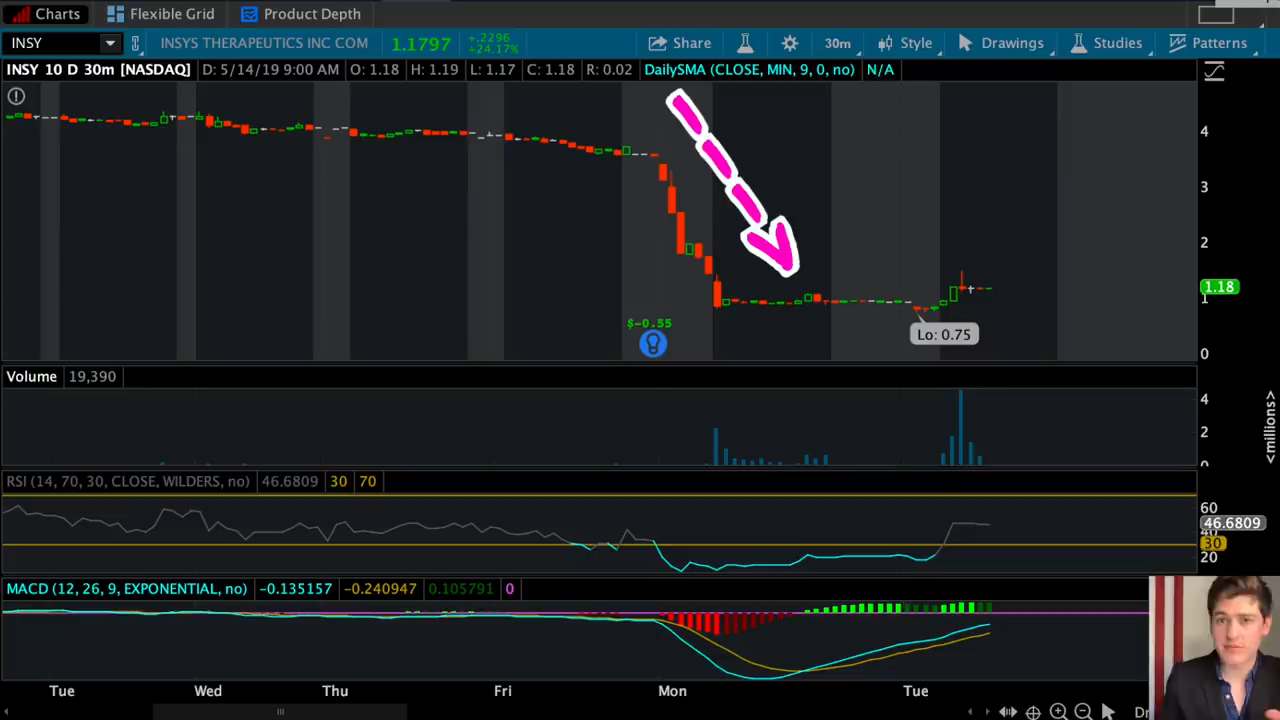 Charts Flexible Grid Product Depth
INSY INSYS THERAPEUTICS INC COM 1.1797 +.2296 +24.17% Share 30m Style Drawings Studies Patterns
INSY 10 D 30m [NASDAQ] D: 5/14/19 9:00 AM O: 1.18 H: 1.19 L: 1.17 C: 1.18 R: 0.02 DailySMA (CLOSE, MIN, 9, 0, no) N/A
4
3
2
1.18
1
$-0.55
Lo: 0.75
0
Volume 19,390
4
2
0
<millions>
RSI (14, 70, 30, CLOSE, WILDERS, no) 46.6809 30 70
60
46.6809
40
30
20
MACD (12, 26, 9, EXPONENTIAL, no) -0.135157 -0.240947 0.105791 0
Tue Wed Thu Fri Mon Tue